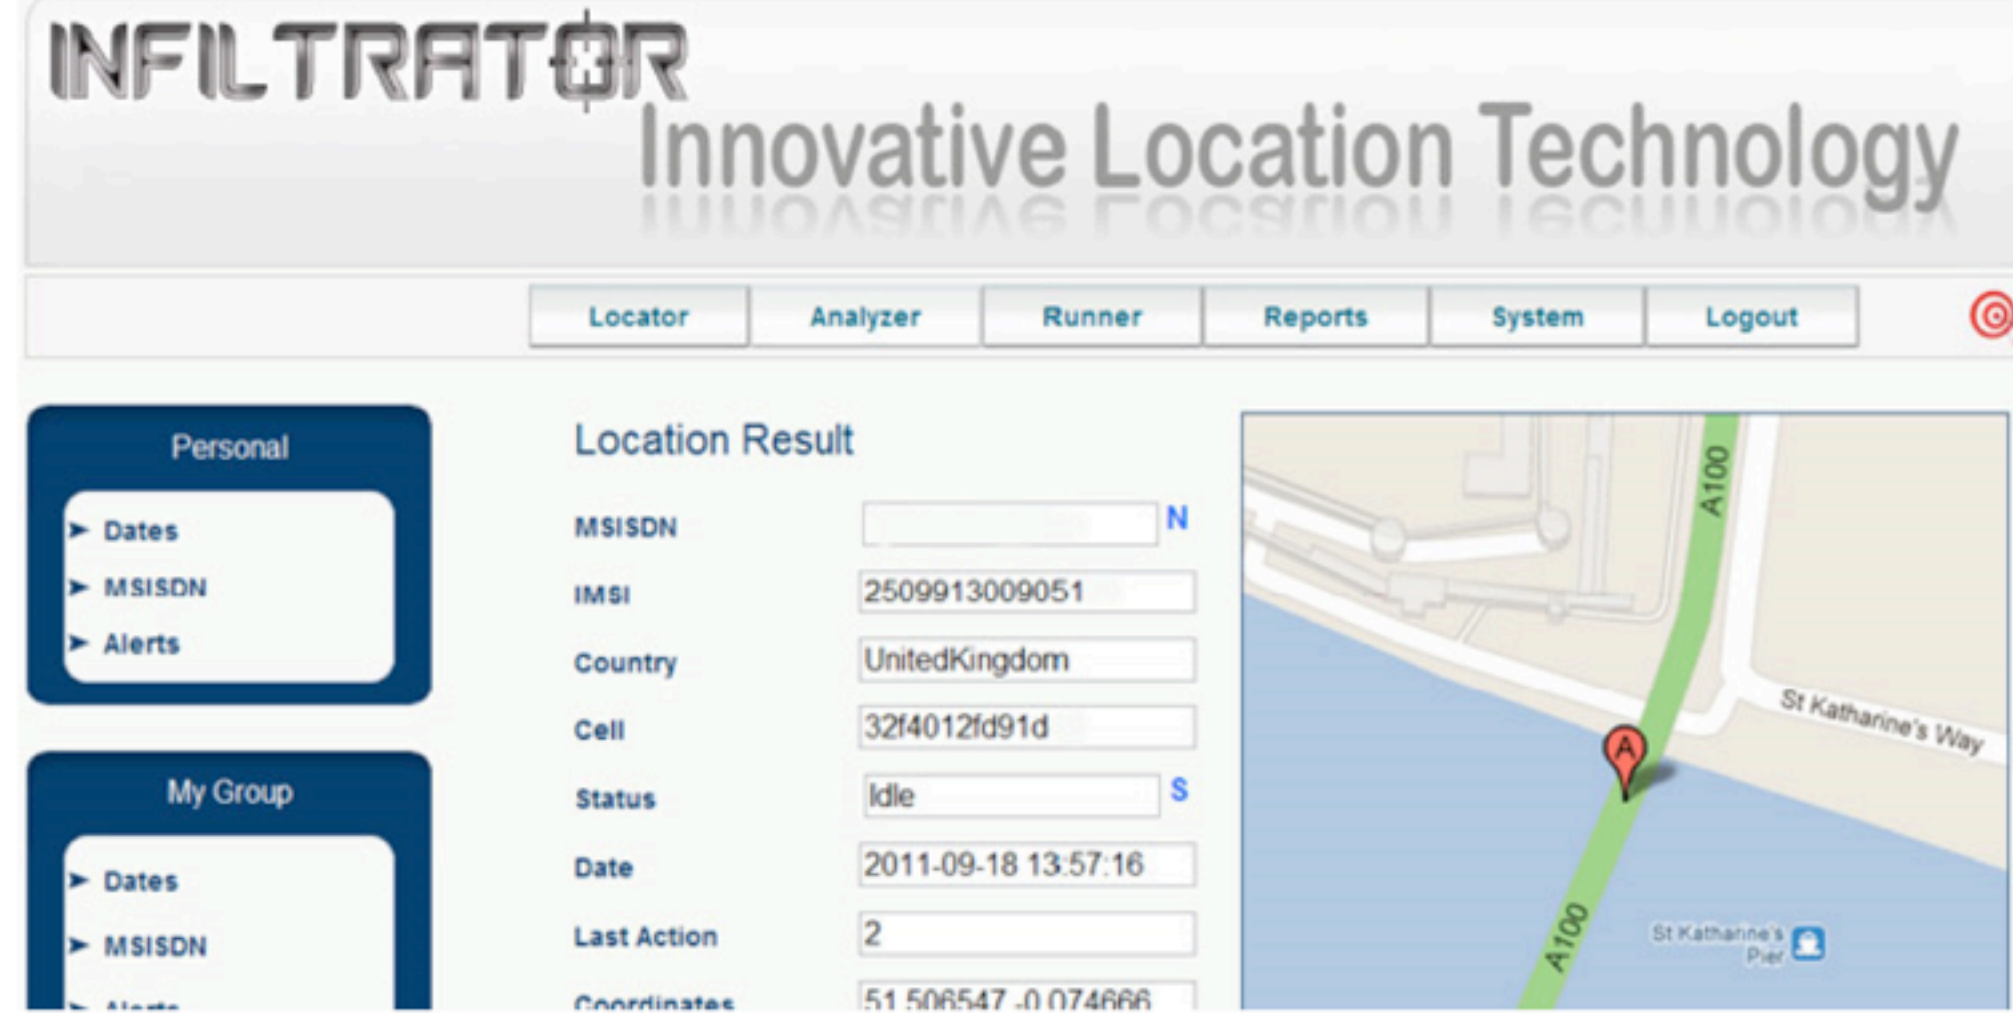 INFILTRATOR
Innovative Location Technology
Locator Analyzer Runner Reports System Logout
Personal
Dates
MSISDN
Alerts
My Group
Dates
MSISDN
Alerts
Location Result
MSISDN N
IMSI 2509913009051
Country UnitedKingdom
Cell 32f4012fd91d
Status Idle S
Date 2011-09-18 13:57:16
Last Action 2
Coordinates 51.506547 -0.074666
A100
St Katharine's Way
A
A100
St Katharine's
Pier